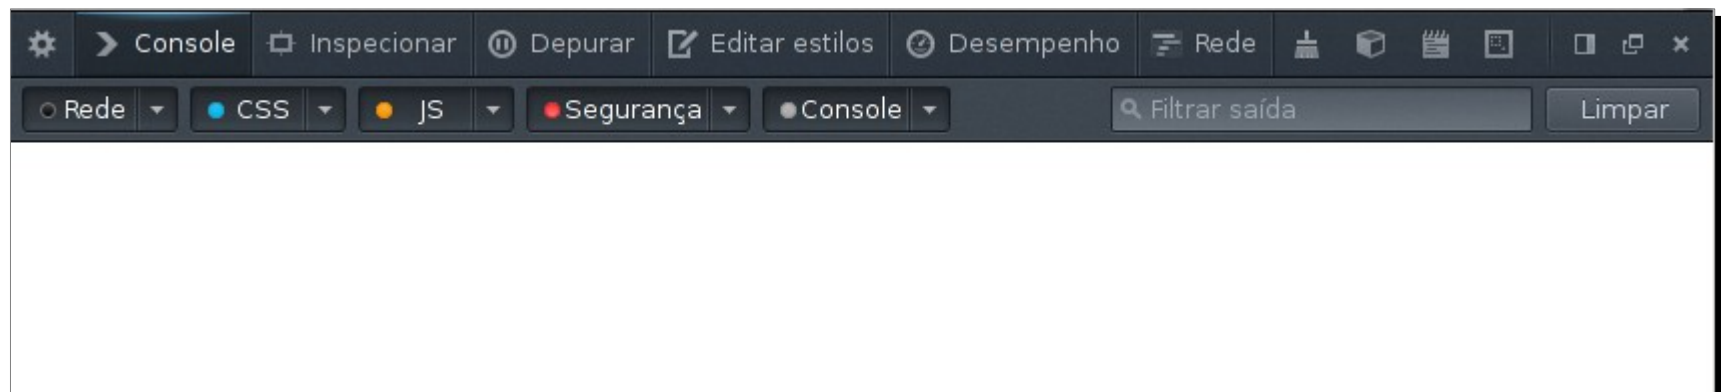 Console Inspecionar Depurar Editar estilos Desempenho Rede
Rede CSS JS Segurança Console Filtrar saída Limpar